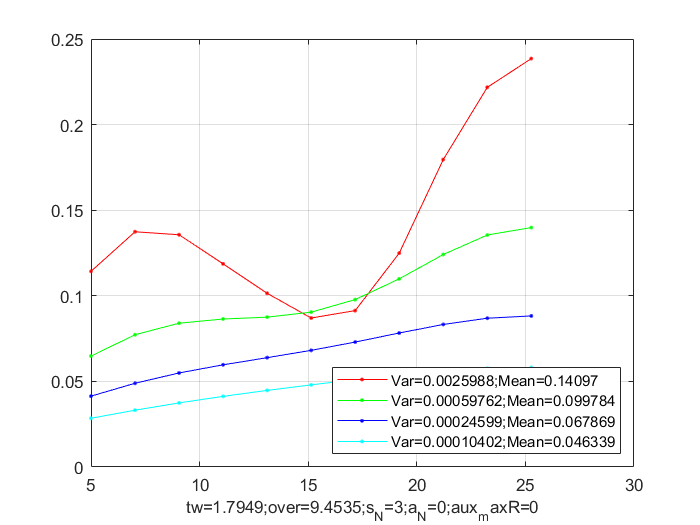 0.25
0.2
0.15
0.1
0.05
0
5
10
15
20
25
30
Var=0.0025988;Mean=0.14097
Var=0.00059762;Mean=0.099784
Var=0.00024599;Mean=0.067869
Var=0.00010402;Mean=0.046339
tw=1.7949;over=9.4535;s_N=3;a_N=0;aux_maxR=0